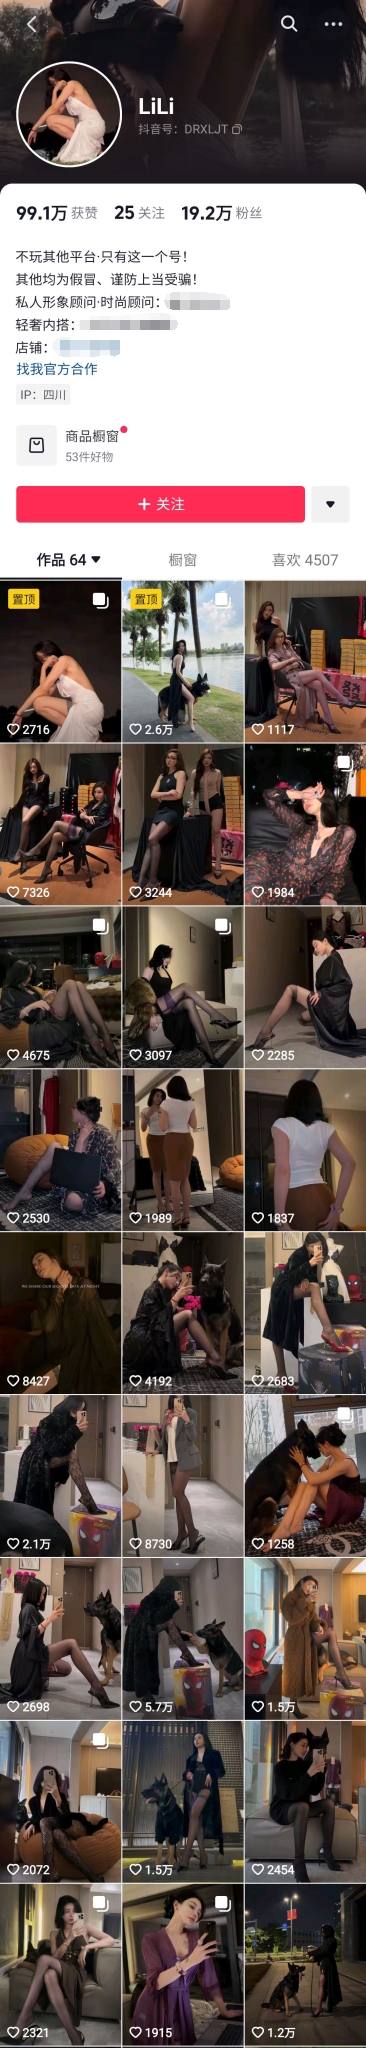 LiLi
抖音号：DRXLJT
99.1万 获赞 25 关注 19.2万 粉丝
不玩其他平台·只有这一个号！
其他均为假冒、谨防上当受骗！
私人形象顾问·时尚顾问：
轻奢内搭：
店铺：
找我官方合作
IP：四川
商品橱窗
53件好物
＋ 关注
作品 64 橱窗 喜欢 4507
置顶 置顶
2716 2.6万 1117
7326 3244 1984
4675 3097 2285
2530 1989 1837
8427 4192 2683
2.1万 8730 1258
2698 5.7万 1.5万
2072 1.5万 2454
2321 1915 1.2万